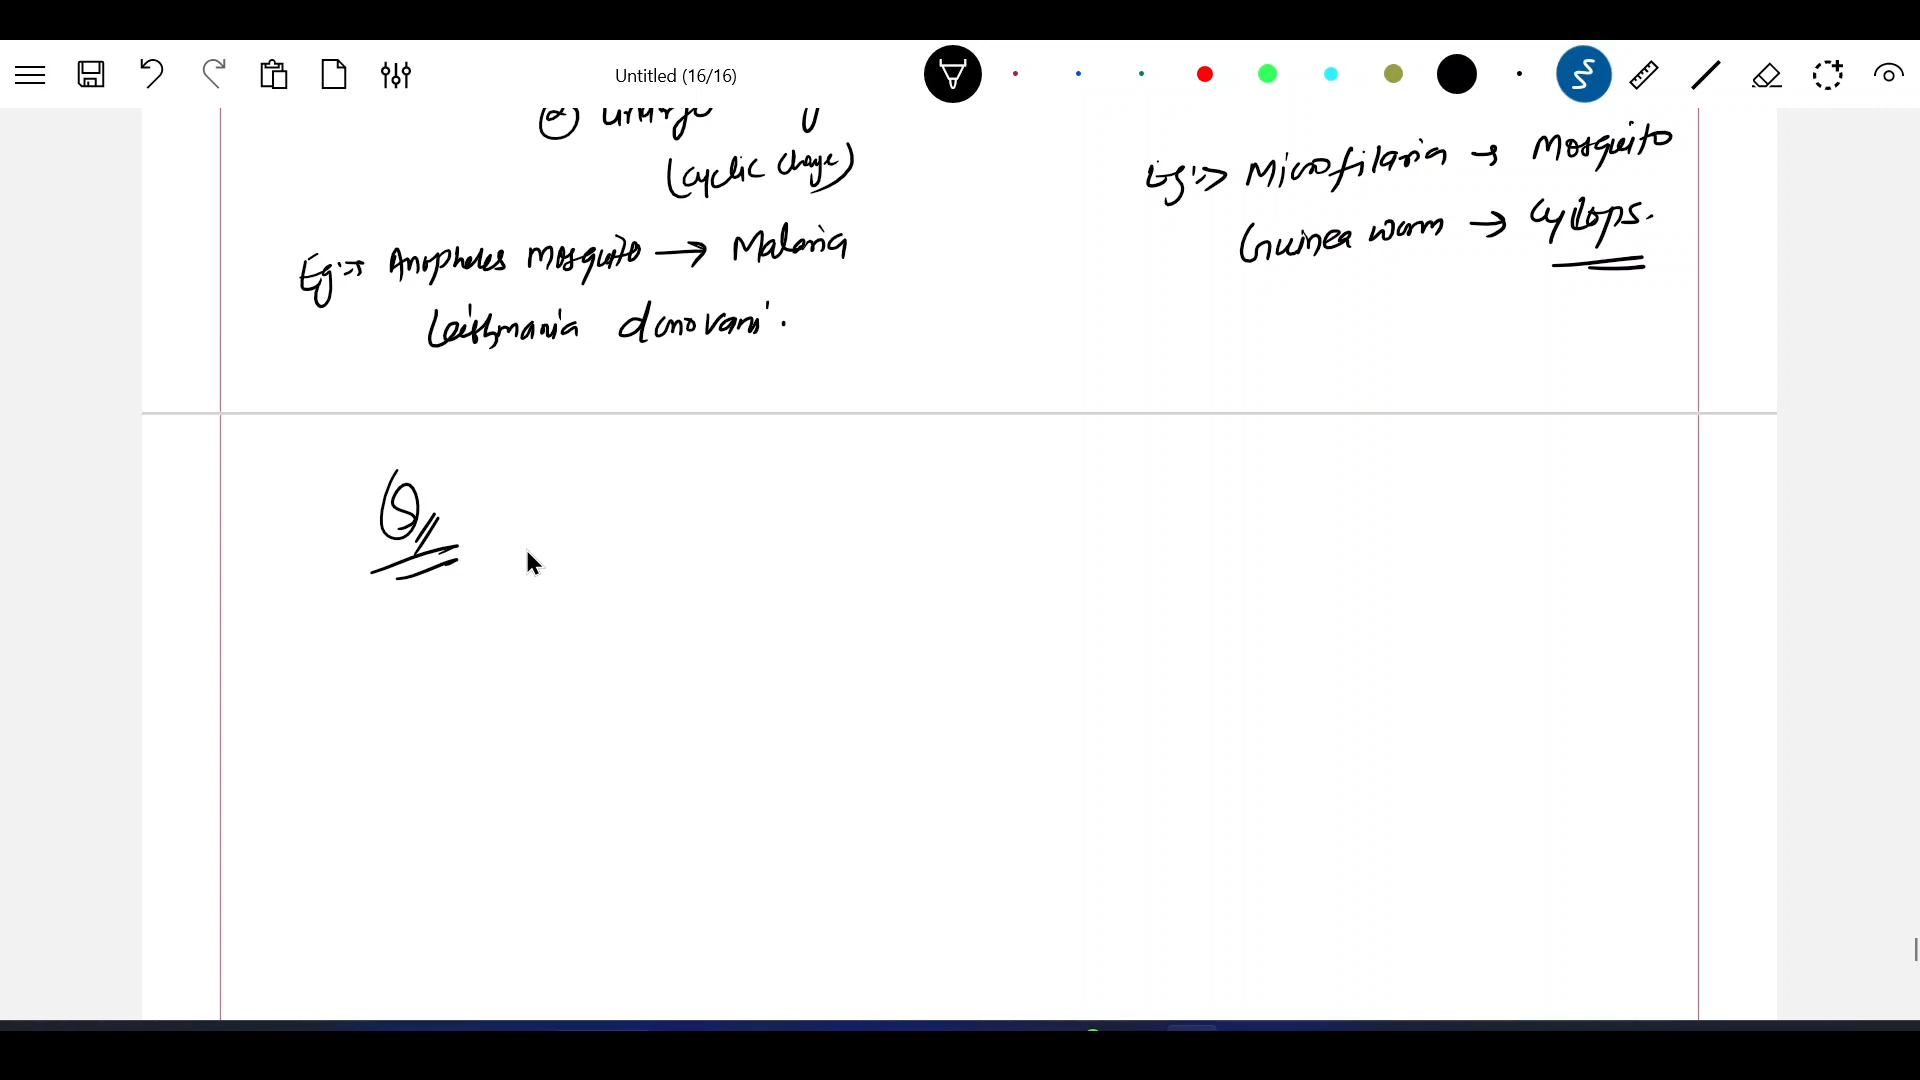 Untitled (16/16)
(cyclic change)
Eg:→ Anopheles Mosquito → Malaria
Leishmania donovani.
Eg:→ Microfilaria → Mosquito
Guinea worm → Cyclops.
Q